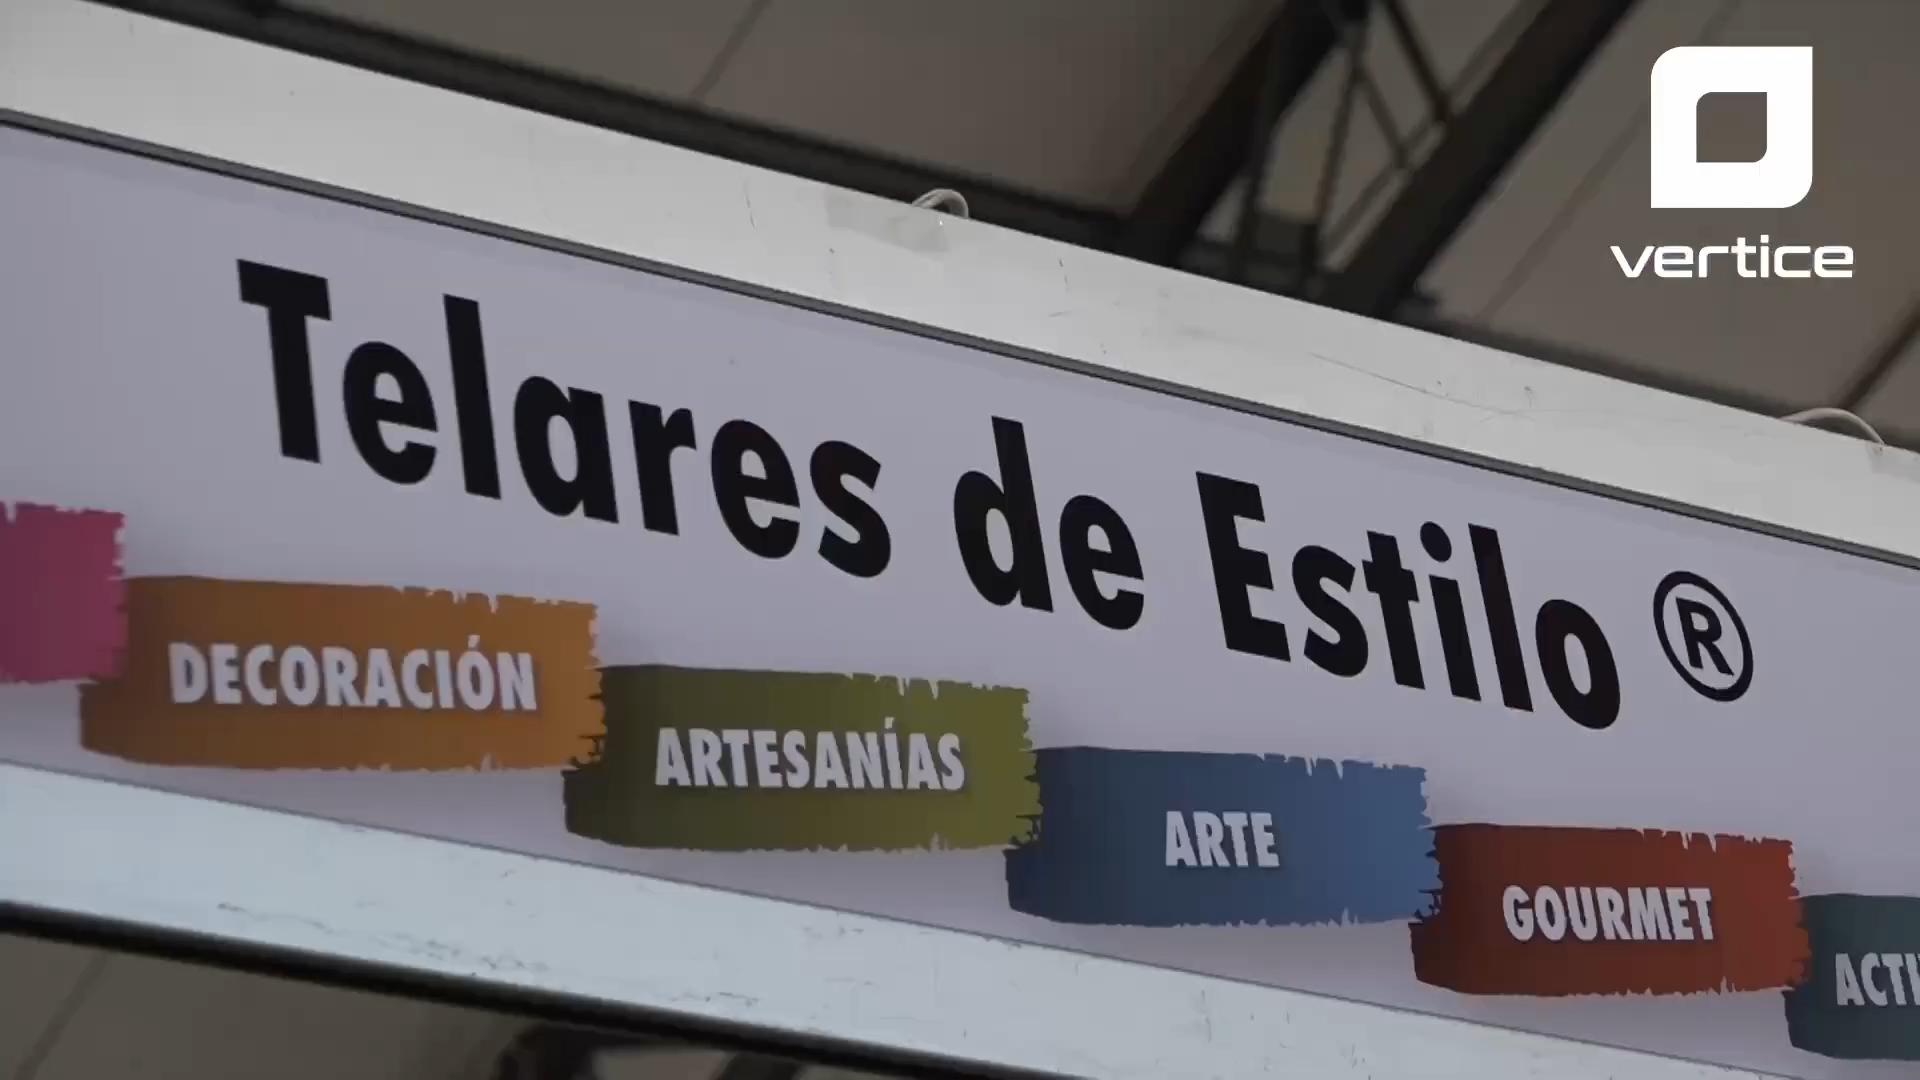 vertice
Telares de Estilo ®
DECORACIÓN
ARTESANÍAS
ARTE
GOURMET